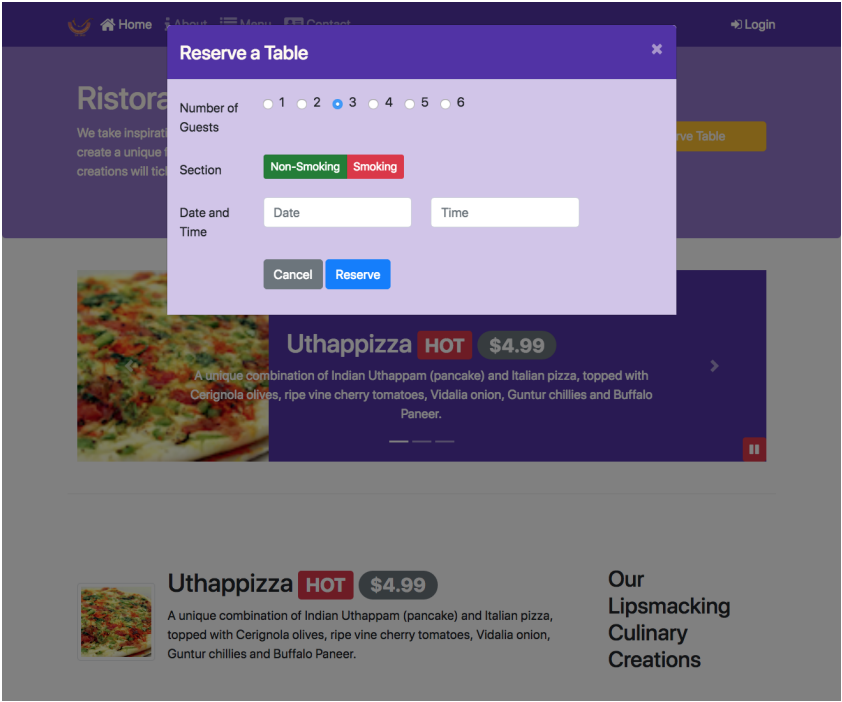 Home About Menu Contact Login
Reserve a Table ×
Ristora
Number of Guests
1 2 3 4 5 6
We take inspirati
create a unique f
creations will tic
rve Table
Section Non-Smoking Smoking
Date and Time
Date Time
Cancel Reserve
Uthappizza HOT $4.99
A unique combination of Indian Uthappam (pancake) and Italian pizza, topped with
Cerignola olives, ripe vine cherry tomatoes, Vidalia onion, Guntur chillies and Buffalo
Paneer.
Uthappizza HOT $4.99
A unique combination of Indian Uthappam (pancake) and Italian pizza,
topped with Cerignola olives, ripe vine cherry tomatoes, Vidalia onion,
Guntur chillies and Buffalo Paneer.
Our
Lipsmacking
Culinary
Creations